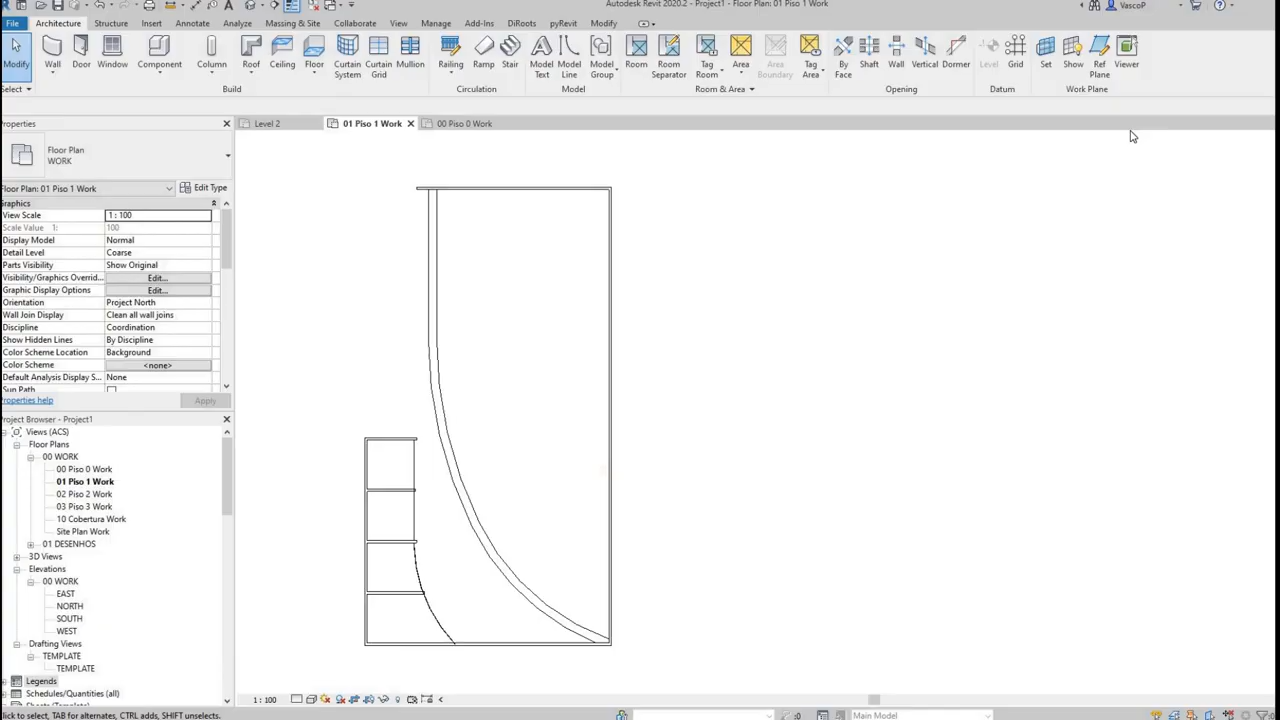 Autodesk Revit 2020.2 - Project1 - Floor Plan: 01 Piso 1 Work
VascoP
File Architecture Structure Insert Annotate Analyze Massing & Site Collaborate View Manage Add-Ins DiRoots pyRevit Modify
Modify Wall Door Window Component Column Roof Ceiling Floor Curtain System Curtain Grid Mullion Railing Ramp Stair Model Text Model Line Model Group Room Room Separator Tag Room Area Area Boundary Tag Area By Face Shaft Wall Vertical Dormer Level Grid Set Show Ref Plane Viewer
Select Build Circulation Model Room & Area Opening Datum Work Plane
Properties
Level 2 01 Piso 1 Work 00 Piso 0 Work
Floor Plan
WORK
Floor Plan: 01 Piso 1 Work Edit Type
Graphics
View Scale 1 : 100
Scale Value 1: 100
Display Model Normal
Detail Level Coarse
Parts Visibility Show Original
Visibility/Graphics Overrid... Edit...
Graphic Display Options Edit...
Orientation Project North
Wall Join Display Clean all wall joins
Discipline Coordination
Show Hidden Lines By Discipline
Color Scheme Location Background
Color Scheme <none>
Default Analysis Display S... None
Sun Path
Properties help Apply
Project Browser - Project1
Views (ACS)
Floor Plans
00 WORK
00 Piso 0 Work
01 Piso 1 Work
02 Piso 2 Work
03 Piso 3 Work
10 Cobertura Work
Site Plan Work
01 DESENHOS
3D Views
Elevations
00 WORK
EAST
NORTH
SOUTH
WEST
Drafting Views
TEMPLATE
TEMPLATE
Legends
Schedules/Quantities (all)
1 : 100
Click to select, TAB for alternates, CTRL adds, SHIFT unselects.
:0
Main Model